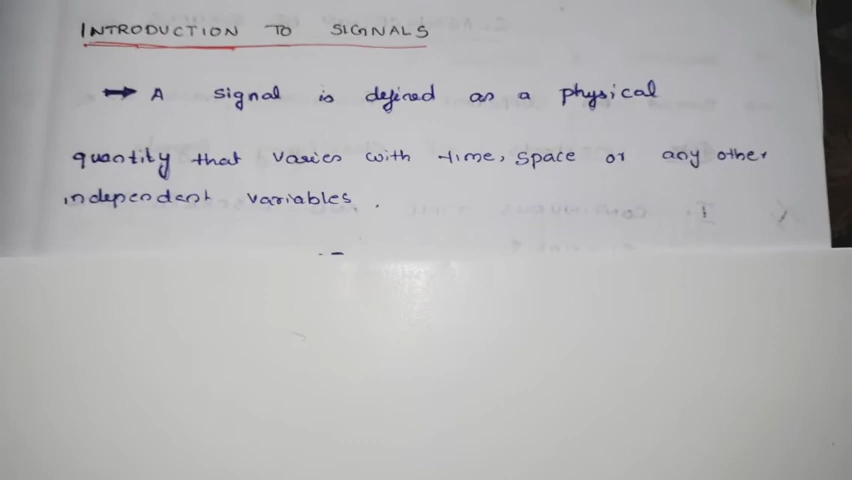 INTRODUCTION TO SIGNALS
→ A signal is defined as a physical
quantity that varies with time, space or any other
independent variables.